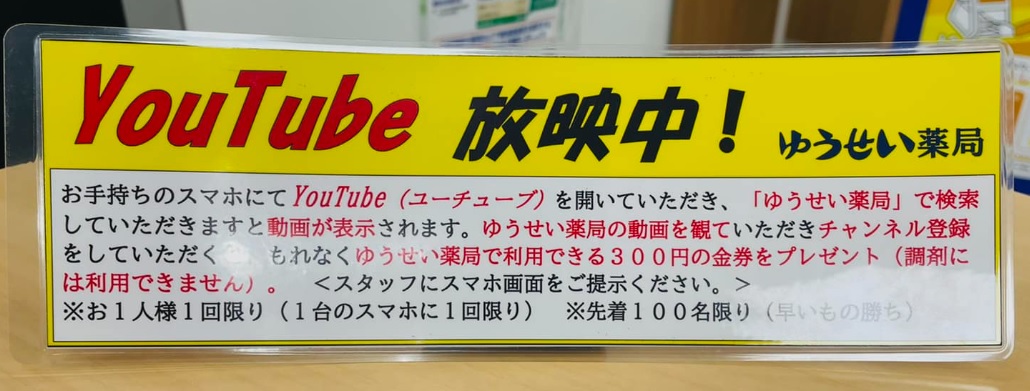 YouTube 放映中！ ゆうせい薬局
お手持ちのスマホにてYouTube（ユーチューブ）を開いていただき、「ゆうせい薬局」で検索
していただきますと動画が表示されます。ゆうせい薬局の動画を観ていただきチャンネル登録
をしていただく もれなくゆうせい薬局で利用できる３００円の金券をプレゼント（調剤に
は利用できません）。 ＜スタッフにスマホ画面をご提示ください。＞
※お１人様１回限り（１台のスマホに１回限り） ※先着１００名限り（早いもの勝ち）